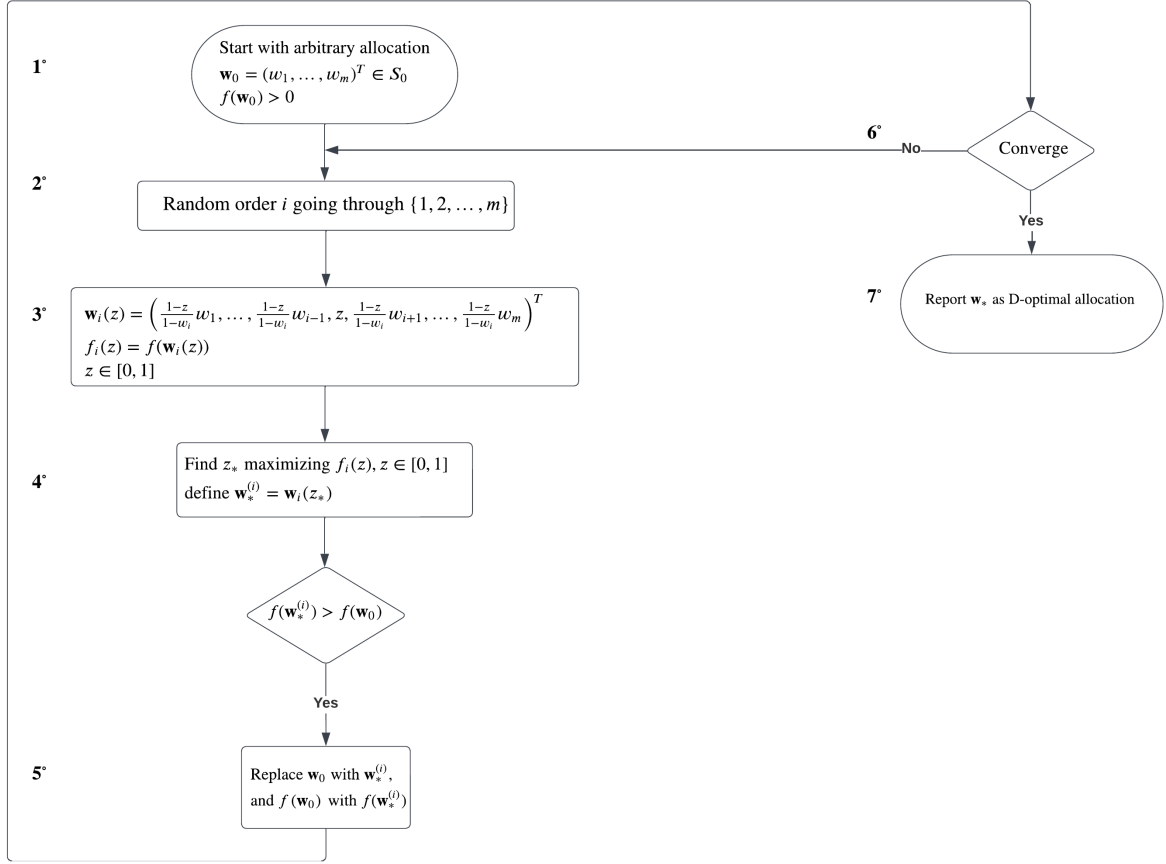 1°
Start with arbitrary allocation
𝐰₀ = (w₁, …, wₘ)ᵀ ∈ S₀
f(𝐰₀) > 0
6°
No
Converge
2°
Random order i going through {1, 2, …, m}
Yes
7°
Report 𝐰∗ as D-optimal allocation
3°
𝐰ᵢ(z) = ( (1−z)/(1−wᵢ) w₁, …, (1−z)/(1−wᵢ) wᵢ₋₁, z, (1−z)/(1−wᵢ) wᵢ₊₁, …, (1−z)/(1−wᵢ) wₘ )ᵀ
fᵢ(z) = f(𝐰ᵢ(z))
z ∈ [0, 1]
4°
Find z∗ maximizing fᵢ(z), z ∈ [0, 1]
define 𝐰∗⁽ⁱ⁾ = 𝐰ᵢ(z∗)
f(𝐰∗⁽ⁱ⁾) > f(𝐰₀)
Yes
5°
Replace 𝐰₀ with 𝐰∗⁽ⁱ⁾,
and f (𝐰₀) with f(𝐰∗⁽ⁱ⁾)